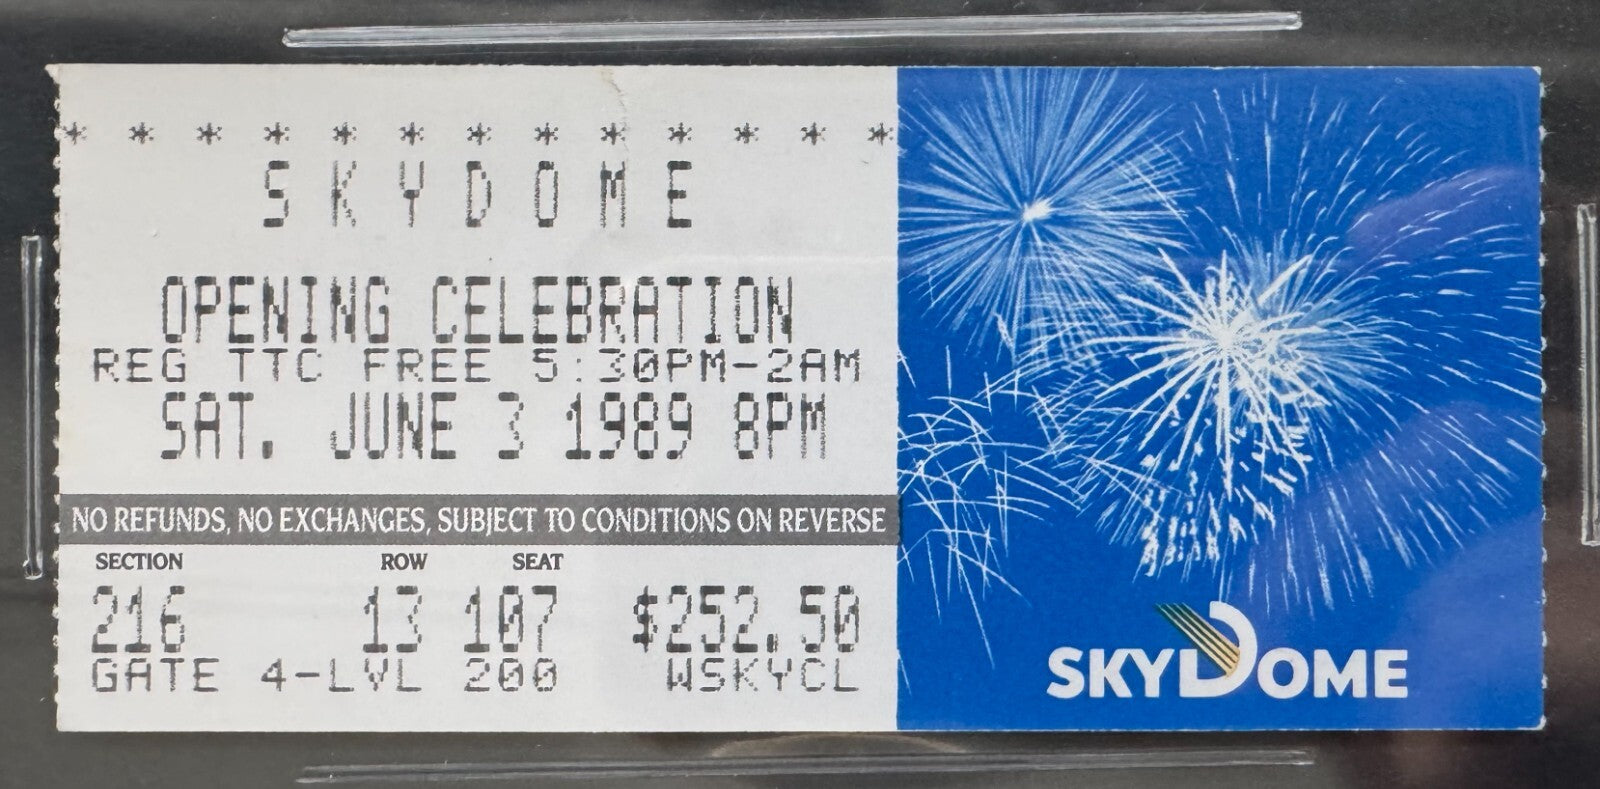 * * * * * * * * * * * * *
SKYDOME
OPENING CELEBRATION
REG TTC FREE 5:30PM-2AM
SAT. JUNE 3 1989 8PM
NO REFUNDS, NO EXCHANGES, SUBJECT TO CONDITIONS ON REVERSE
SECTION ROW SEAT
216 13 107 $252.50
GATE 4-LVL 200 WSKYCL
SKYDOME